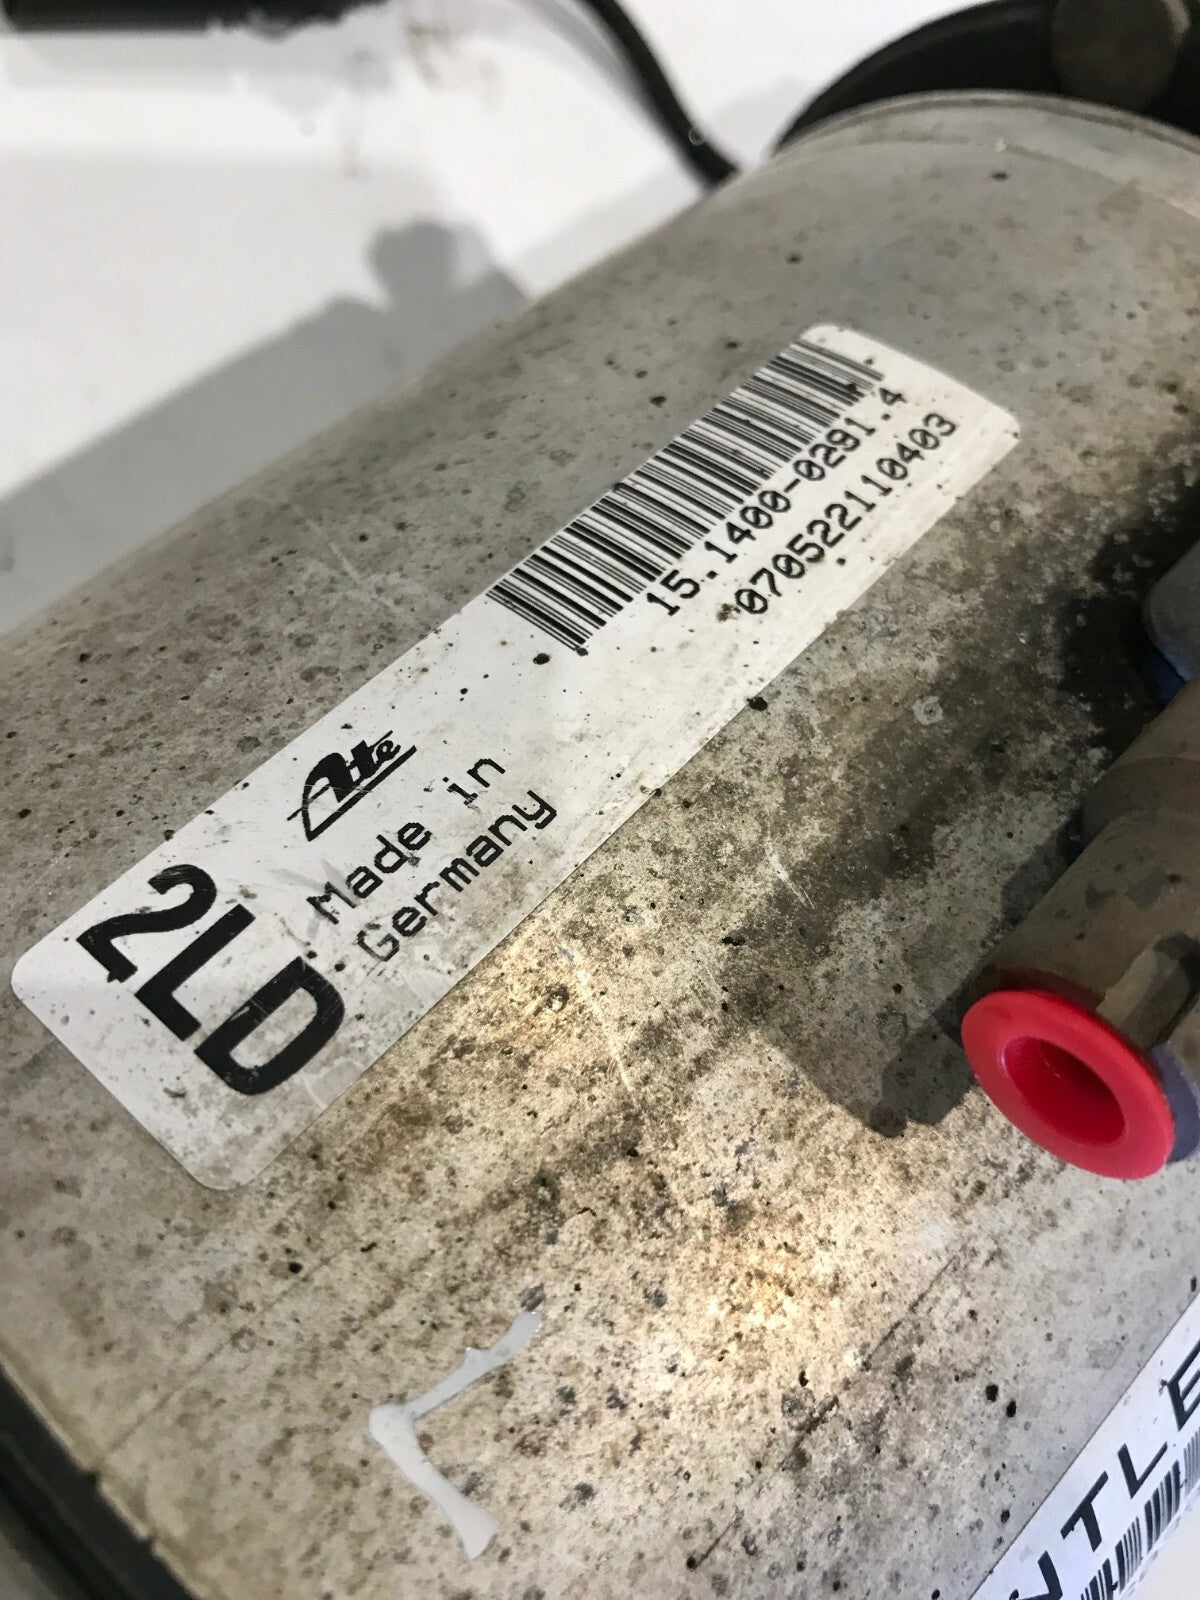 15.1400-0291.4
070522110403
Ate
Made in
Germany
2LD
NTLE